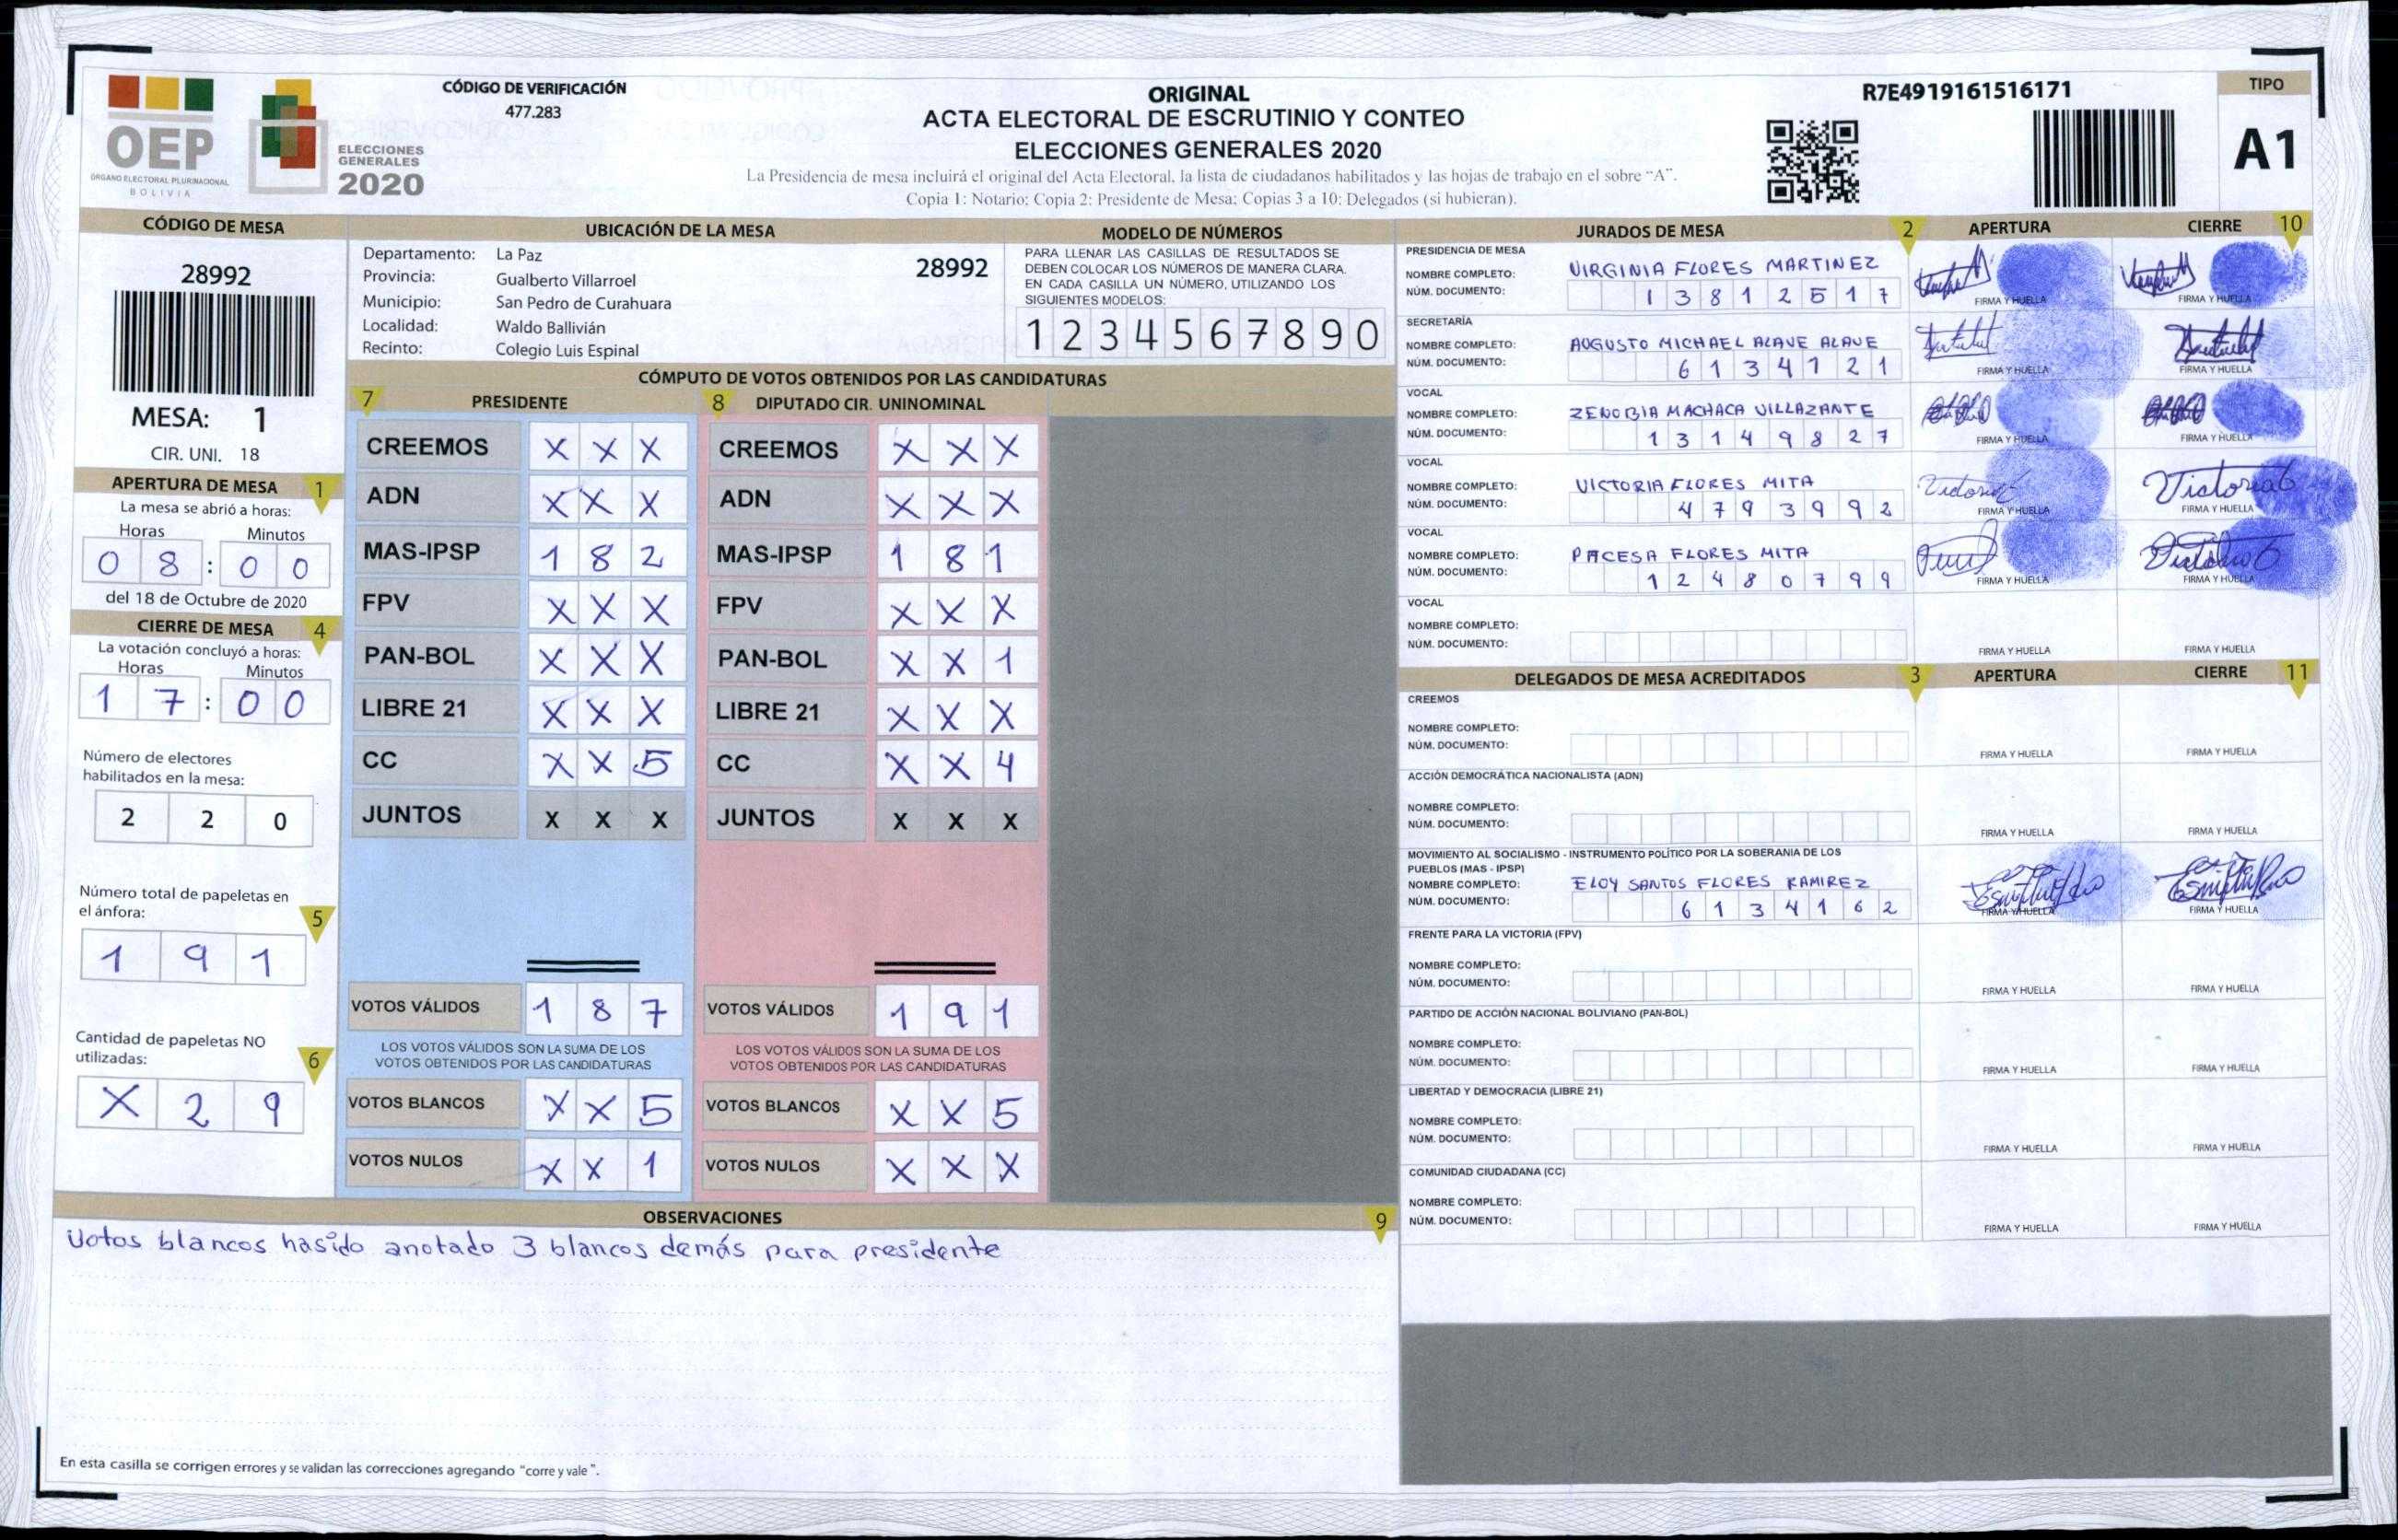 OEP
ÓRGANO ELECTORAL PLURINACIONAL
BOLIVIA
ELECCIONES
GENERALES
2020
CÓDIGO DE VERIFICACIÓN
477.283
ORIGINAL
ACTA ELECTORAL DE ESCRUTINIO Y CONTEO
ELECCIONES GENERALES 2020
La Presidencia de mesa incluirá el original del Acta Electoral, la lista de ciudadanos habilitados y las hojas de trabajo en el sobre “A”.
Copia 1: Notario; Copia 2: Presidente de Mesa; Copias 3 a 10: Delegados (si hubieran).
R7E4919161516171
TIPO
A1
CÓDIGO DE MESA
28992
MESA: 1
CIR. UNI. 18
APERTURA DE MESA 1
La mesa se abrió a horas:
Horas Minutos
0 8 : 0 0
del 18 de Octubre de 2020
CIERRE DE MESA 4
La votación concluyó a horas:
Horas Minutos
1 7 : 0 0
Número de electores
habilitados en la mesa:
2 2 0
Número total de papeletas en
el ánfora: 5
1 9 1
Cantidad de papeletas NO
utilizadas: 6
X 2 9
UBICACIÓN DE LA MESA
Departamento: La Paz
28992
Provincia: Gualberto Villarroel
Municipio: San Pedro de Curahuara
Localidad: Waldo Ballivián
Recinto: Colegio Luis Espinal
MODELO DE NÚMEROS
PARA LLENAR LAS CASILLAS DE RESULTADOS SE
DEBEN COLOCAR LOS NÚMEROS DE MANERA CLARA.
EN CADA CASILLA UN NÚMERO, UTILIZANDO LOS
SIGUIENTES MODELOS:
1 2 3 4 5 6 7 8 9 0
CÓMPUTO DE VOTOS OBTENIDOS POR LAS CANDIDATURAS
7 PRESIDENTE
CREEMOS X X X
ADN X X X
MAS-IPSP 1 8 2
FPV X X X
PAN-BOL X X X
LIBRE 21 X X X
CC X X 5
JUNTOS X X X
VOTOS VÁLIDOS 1 8 7
LOS VOTOS VÁLIDOS SON LA SUMA DE LOS
VOTOS OBTENIDOS POR LAS CANDIDATURAS
VOTOS BLANCOS X X 5
VOTOS NULOS X X 1
8 DIPUTADO CIR. UNINOMINAL
CREEMOS X X X
ADN X X X
MAS-IPSP 1 8 1
FPV X X X
PAN-BOL X X 1
LIBRE 21 X X X
CC X X 4
JUNTOS X X X
VOTOS VÁLIDOS 1 9 1
LOS VOTOS VÁLIDOS SON LA SUMA DE LOS
VOTOS OBTENIDOS POR LAS CANDIDATURAS
VOTOS BLANCOS X X 5
VOTOS NULOS X X X
OBSERVACIONES 9
Votos blancos hasido anotado 3 blancos demás para presidente
En esta casilla se corrigen errores y se validan las correcciones agregando “corre y vale”.
JURADOS DE MESA 2 APERTURA CIERRE 10
PRESIDENCIA DE MESA
NOMBRE COMPLETO: VIRGINIA FLORES MARTINEZ
NÚM. DOCUMENTO: 1 3 8 1 2 5 1 7
FIRMA Y HUELLA FIRMA Y HUELLA
SECRETARÍA
NOMBRE COMPLETO: AUGUSTO MICHAEL ALAVE ALAVE
NÚM. DOCUMENTO: 6 1 3 4 1 2 1
FIRMA Y HUELLA FIRMA Y HUELLA
VOCAL
NOMBRE COMPLETO: ZENOBIA MACHACA VILLAZANTE
NÚM. DOCUMENTO: 1 3 1 4 9 8 2 7
FIRMA Y HUELLA FIRMA Y HUELLA
VOCAL
NOMBRE COMPLETO: VICTORIA FLORES MITA
NÚM. DOCUMENTO: 4 7 9 3 9 9 2
FIRMA Y HUELLA FIRMA Y HUELLA
VOCAL
NOMBRE COMPLETO: PACESA FLORES MITA
NÚM. DOCUMENTO: 1 2 4 8 0 7 9 9
FIRMA Y HUELLA FIRMA Y HUELLA
VOCAL
NOMBRE COMPLETO:
NÚM. DOCUMENTO:
FIRMA Y HUELLA FIRMA Y HUELLA
DELEGADOS DE MESA ACREDITADOS 3 APERTURA CIERRE 11
CREEMOS
NOMBRE COMPLETO:
NÚM. DOCUMENTO:
FIRMA Y HUELLA FIRMA Y HUELLA
ACCIÓN DEMOCRÁTICA NACIONALISTA (ADN)
NOMBRE COMPLETO:
NÚM. DOCUMENTO:
FIRMA Y HUELLA FIRMA Y HUELLA
MOVIMIENTO AL SOCIALISMO - INSTRUMENTO POLÍTICO POR LA SOBERANIA DE LOS
PUEBLOS (MAS - IPSP)
NOMBRE COMPLETO: ELOY SANTOS FLORES RAMIREZ
NÚM. DOCUMENTO: 6 1 3 4 1 6 2
FIRMA Y HUELLA FIRMA Y HUELLA
FRENTE PARA LA VICTORIA (FPV)
NOMBRE COMPLETO:
NÚM. DOCUMENTO:
FIRMA Y HUELLA FIRMA Y HUELLA
PARTIDO DE ACCIÓN NACIONAL BOLIVIANO (PAN-BOL)
NOMBRE COMPLETO:
NÚM. DOCUMENTO:
FIRMA Y HUELLA FIRMA Y HUELLA
LIBERTAD Y DEMOCRACIA (LIBRE 21)
NOMBRE COMPLETO:
NÚM. DOCUMENTO:
FIRMA Y HUELLA FIRMA Y HUELLA
COMUNIDAD CIUDADANA (CC)
NOMBRE COMPLETO:
NÚM. DOCUMENTO:
FIRMA Y HUELLA FIRMA Y HUELLA